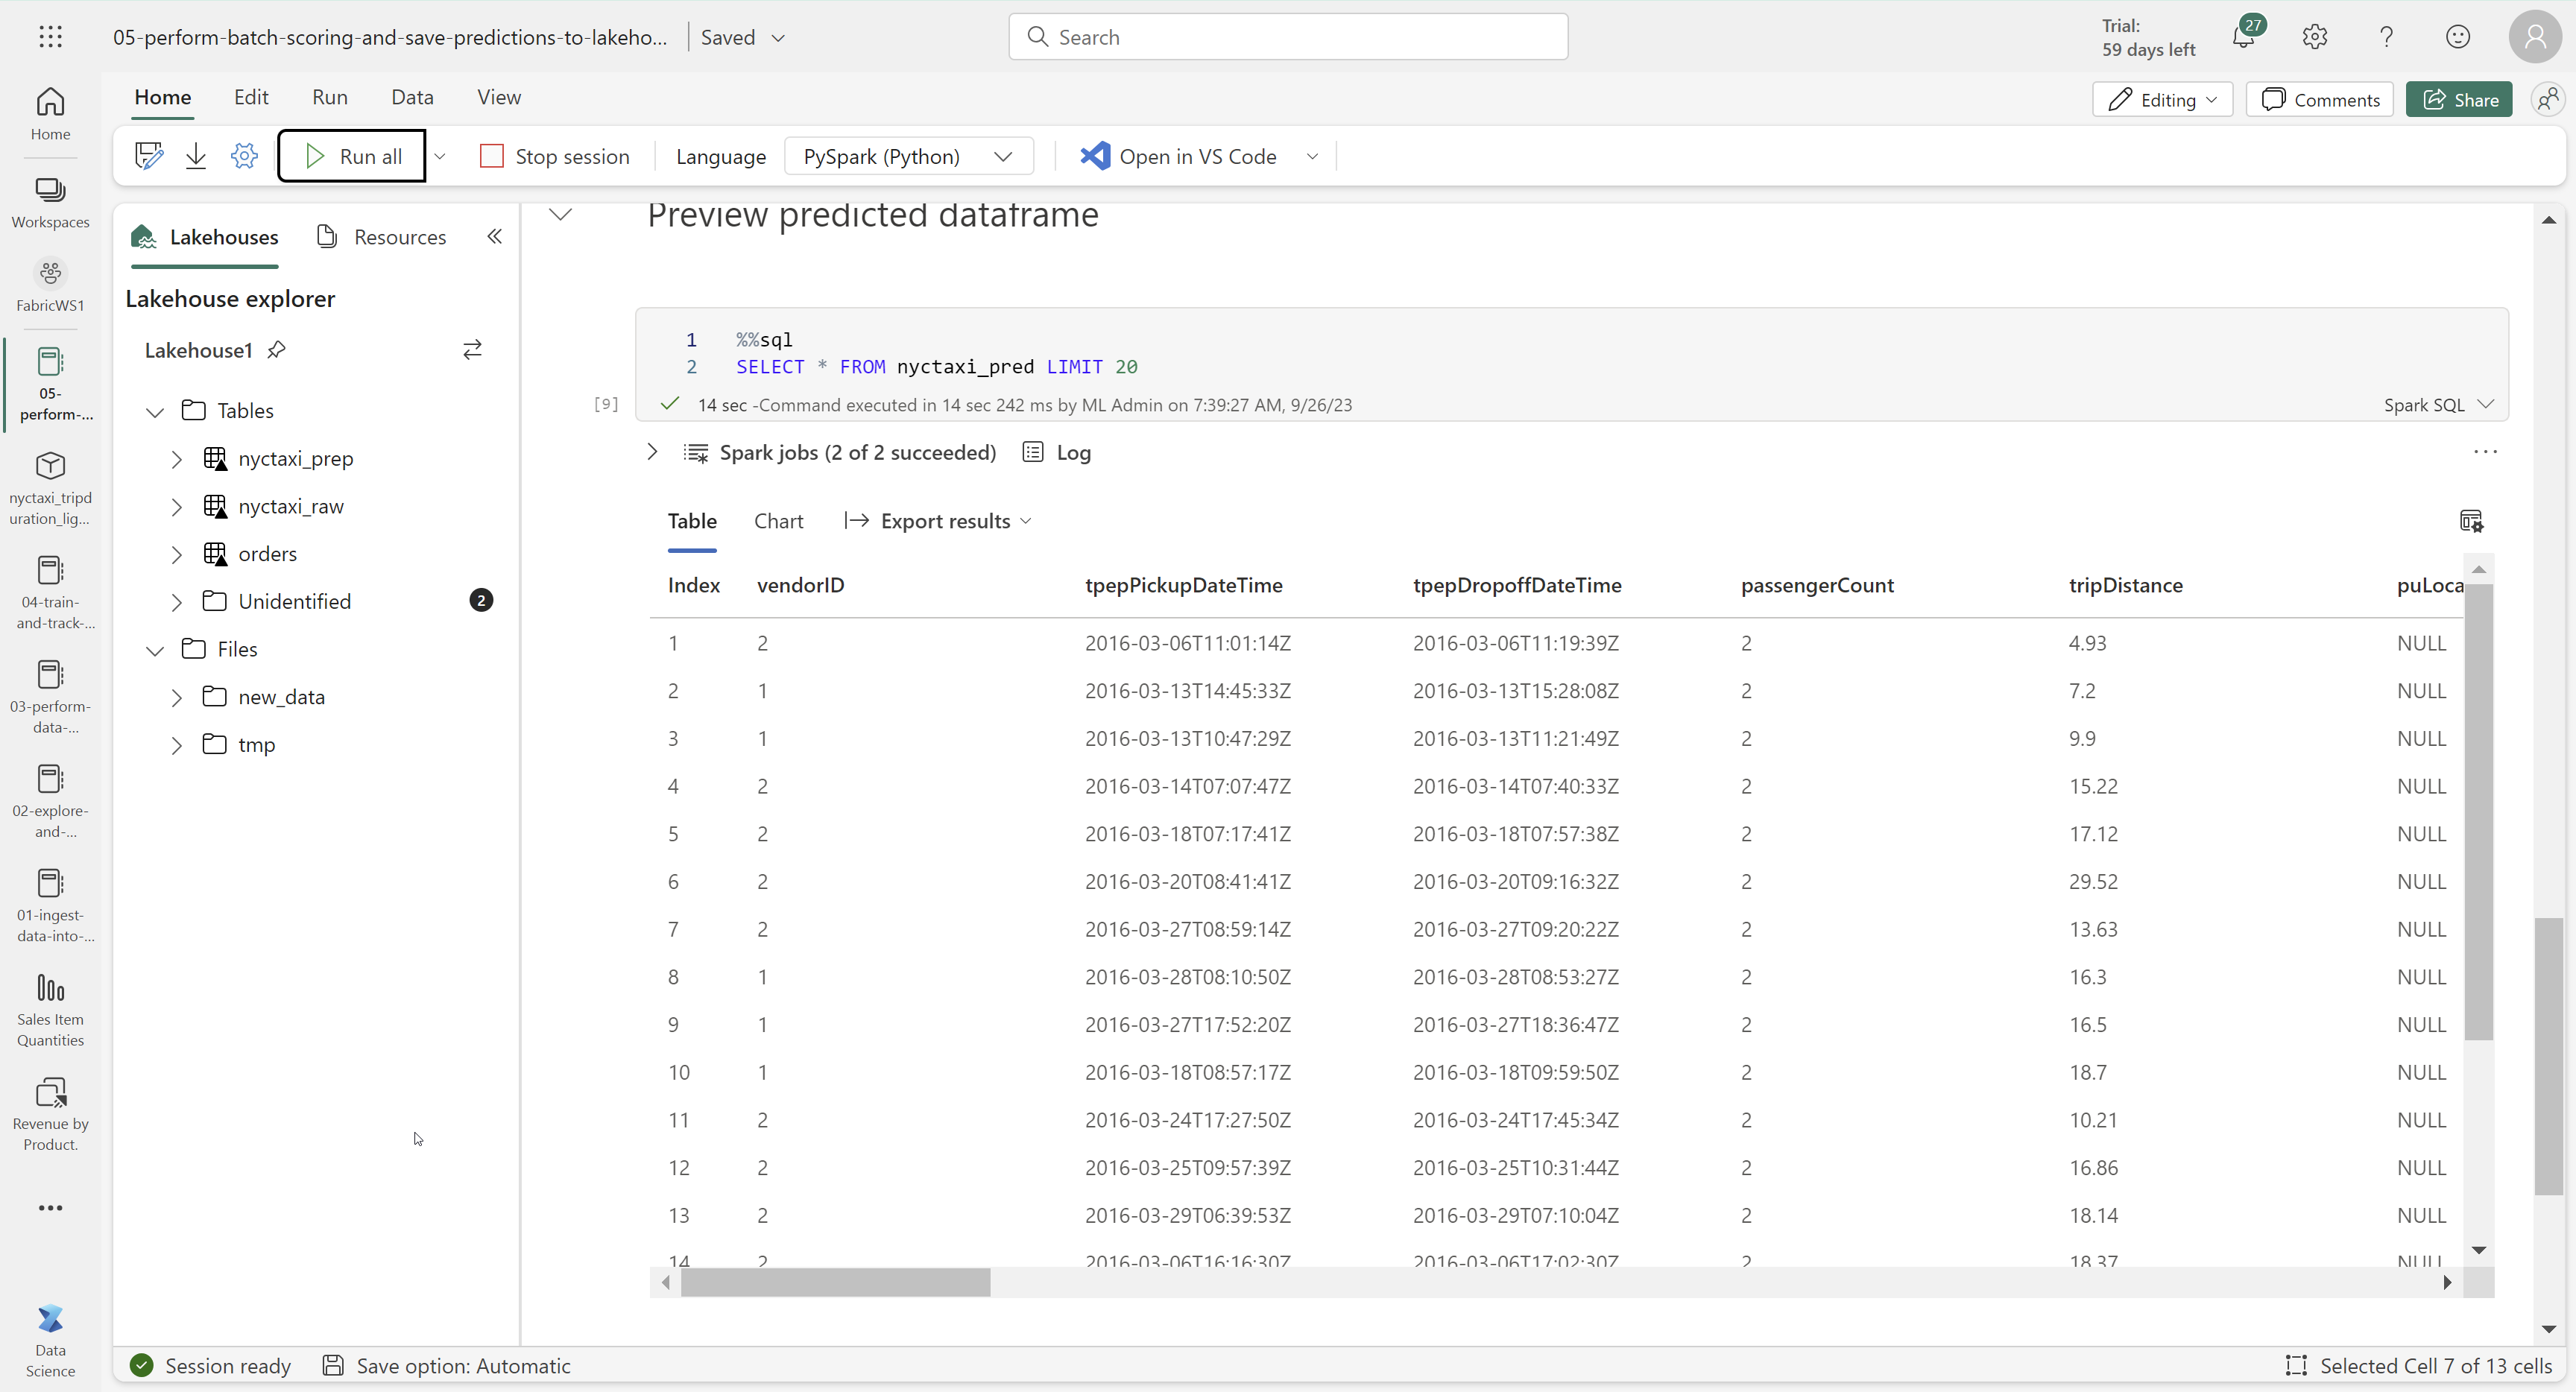 05-perform-batch-scoring-and-save-predictions-to-lakeho...
Saved
Search
Trial:
59 days left
27
Home
Edit
Run
Data
View
Editing
Comments
Share
Run all
Stop session
Language
PySpark (Python)
Open in VS Code
Home
Workspaces
FabricWS1
05-
perform-...
nyctaxi_tripd
uration_lig...
04-train-
and-track-...
03-perform-
data-...
02-explore-
and-...
01-ingest-
data-into-...
Sales Item
Quantities
Revenue by
Product.
Data
Science
Lakehouses
Resources
Lakehouse explorer
Lakehouse1
Tables
nyctaxi_prep
nyctaxi_raw
orders
Unidentified 2
Files
new_data
tmp
Preview predicted dataframe
1 %%sql
2 SELECT * FROM nyctaxi_pred LIMIT 20
[9] 14 sec -Command executed in 14 sec 242 ms by ML Admin on 7:39:27 AM, 9/26/23 Spark SQL
Spark jobs (2 of 2 succeeded) Log
Table Chart Export results
Index vendorID tpepPickupDateTime tpepDropoffDateTime passengerCount tripDistance puLoca
1 2 2016-03-06T11:01:14Z 2016-03-06T11:19:39Z 2 4.93 NULL
2 1 2016-03-13T14:45:33Z 2016-03-13T15:28:08Z 2 7.2 NULL
3 1 2016-03-13T10:47:29Z 2016-03-13T11:21:49Z 2 9.9 NULL
4 2 2016-03-14T07:07:47Z 2016-03-14T07:40:33Z 2 15.22 NULL
5 2 2016-03-18T07:17:41Z 2016-03-18T07:57:38Z 2 17.12 NULL
6 2 2016-03-20T08:41:41Z 2016-03-20T09:16:32Z 2 29.52 NULL
7 2 2016-03-27T08:59:14Z 2016-03-27T09:20:22Z 2 13.63 NULL
8 1 2016-03-28T08:10:50Z 2016-03-28T08:53:27Z 2 16.3 NULL
9 1 2016-03-27T17:52:20Z 2016-03-27T18:36:47Z 2 16.5 NULL
10 1 2016-03-18T08:57:17Z 2016-03-18T09:59:50Z 2 18.7 NULL
11 2 2016-03-24T17:27:50Z 2016-03-24T17:45:34Z 2 10.21 NULL
12 2 2016-03-25T09:57:39Z 2016-03-25T10:31:44Z 2 16.86 NULL
13 2 2016-03-29T06:39:53Z 2016-03-29T07:10:04Z 2 18.14 NULL
14 2 2016-03-06T16:16:30Z 2016-03-06T17:02:30Z 2 18.37 NULL
Session ready
Save option: Automatic
Selected Cell 7 of 13 cells